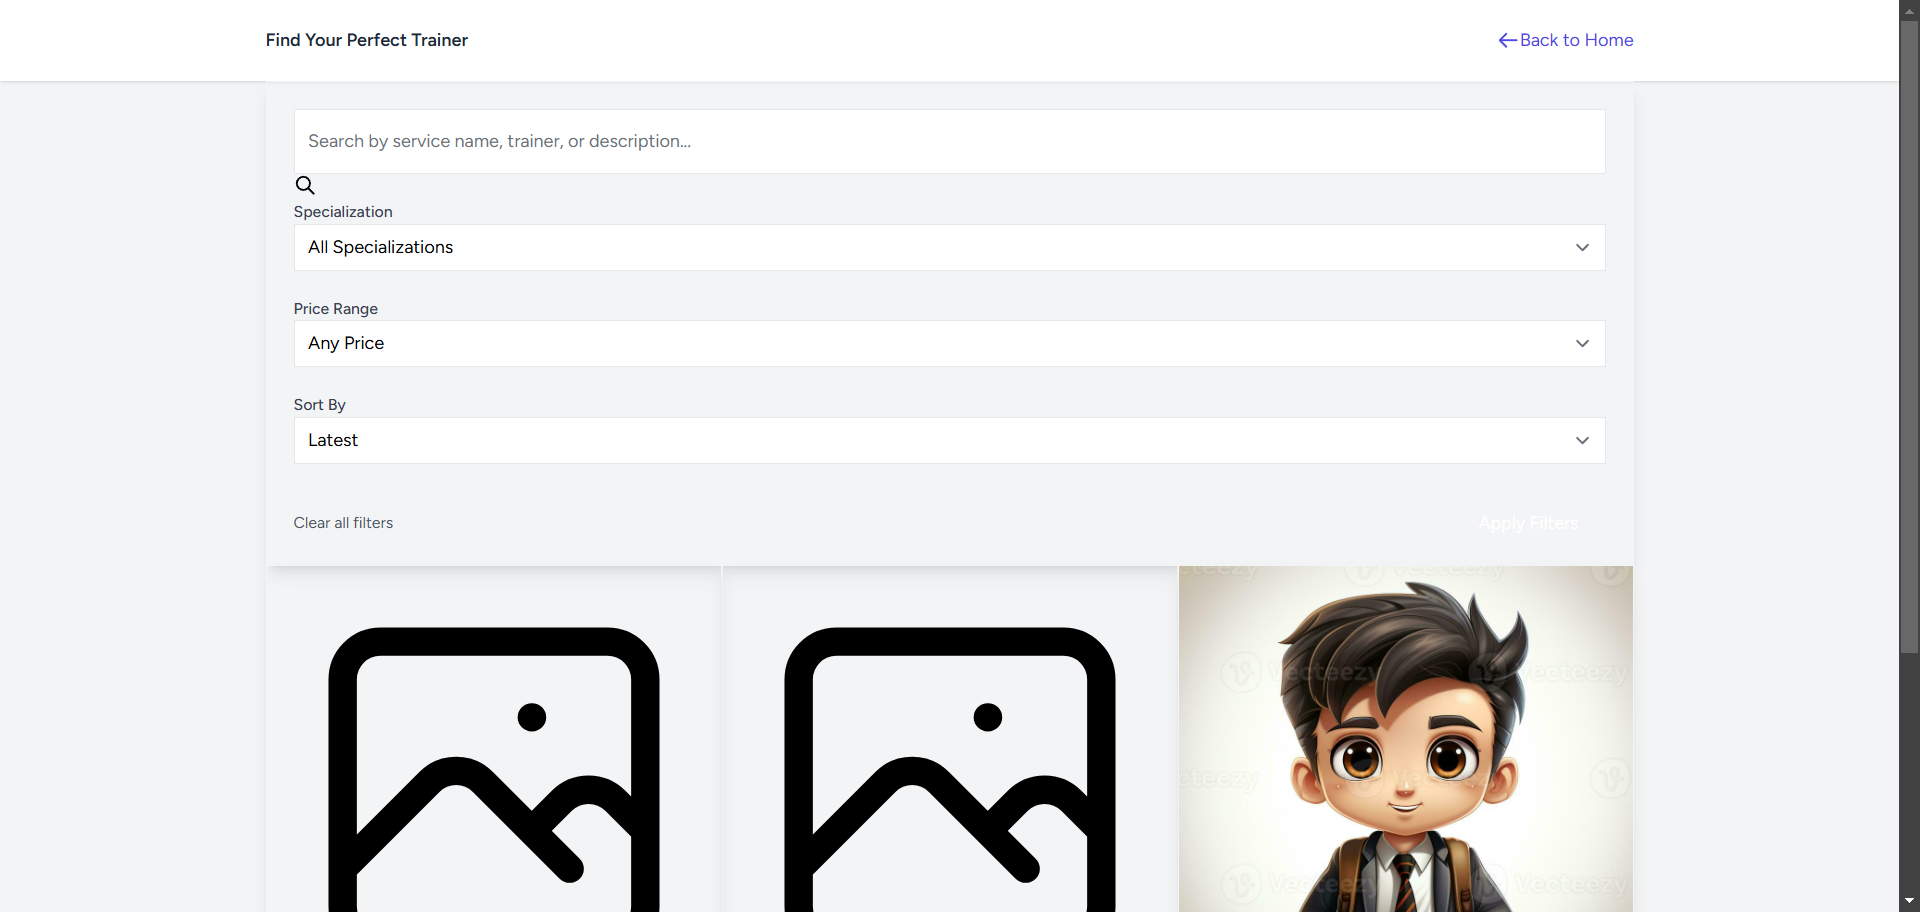 Find Your Perfect Trainer
Back to Home
Search by service name, trainer, or description...
Specialization
All Specializations
Price Range
Any Price
Sort By
Latest
Clear all filters
Apply Filters
vecteezy
Vecteezy
Vecteezy
vecteezy
Vecteezy
Vecteezy